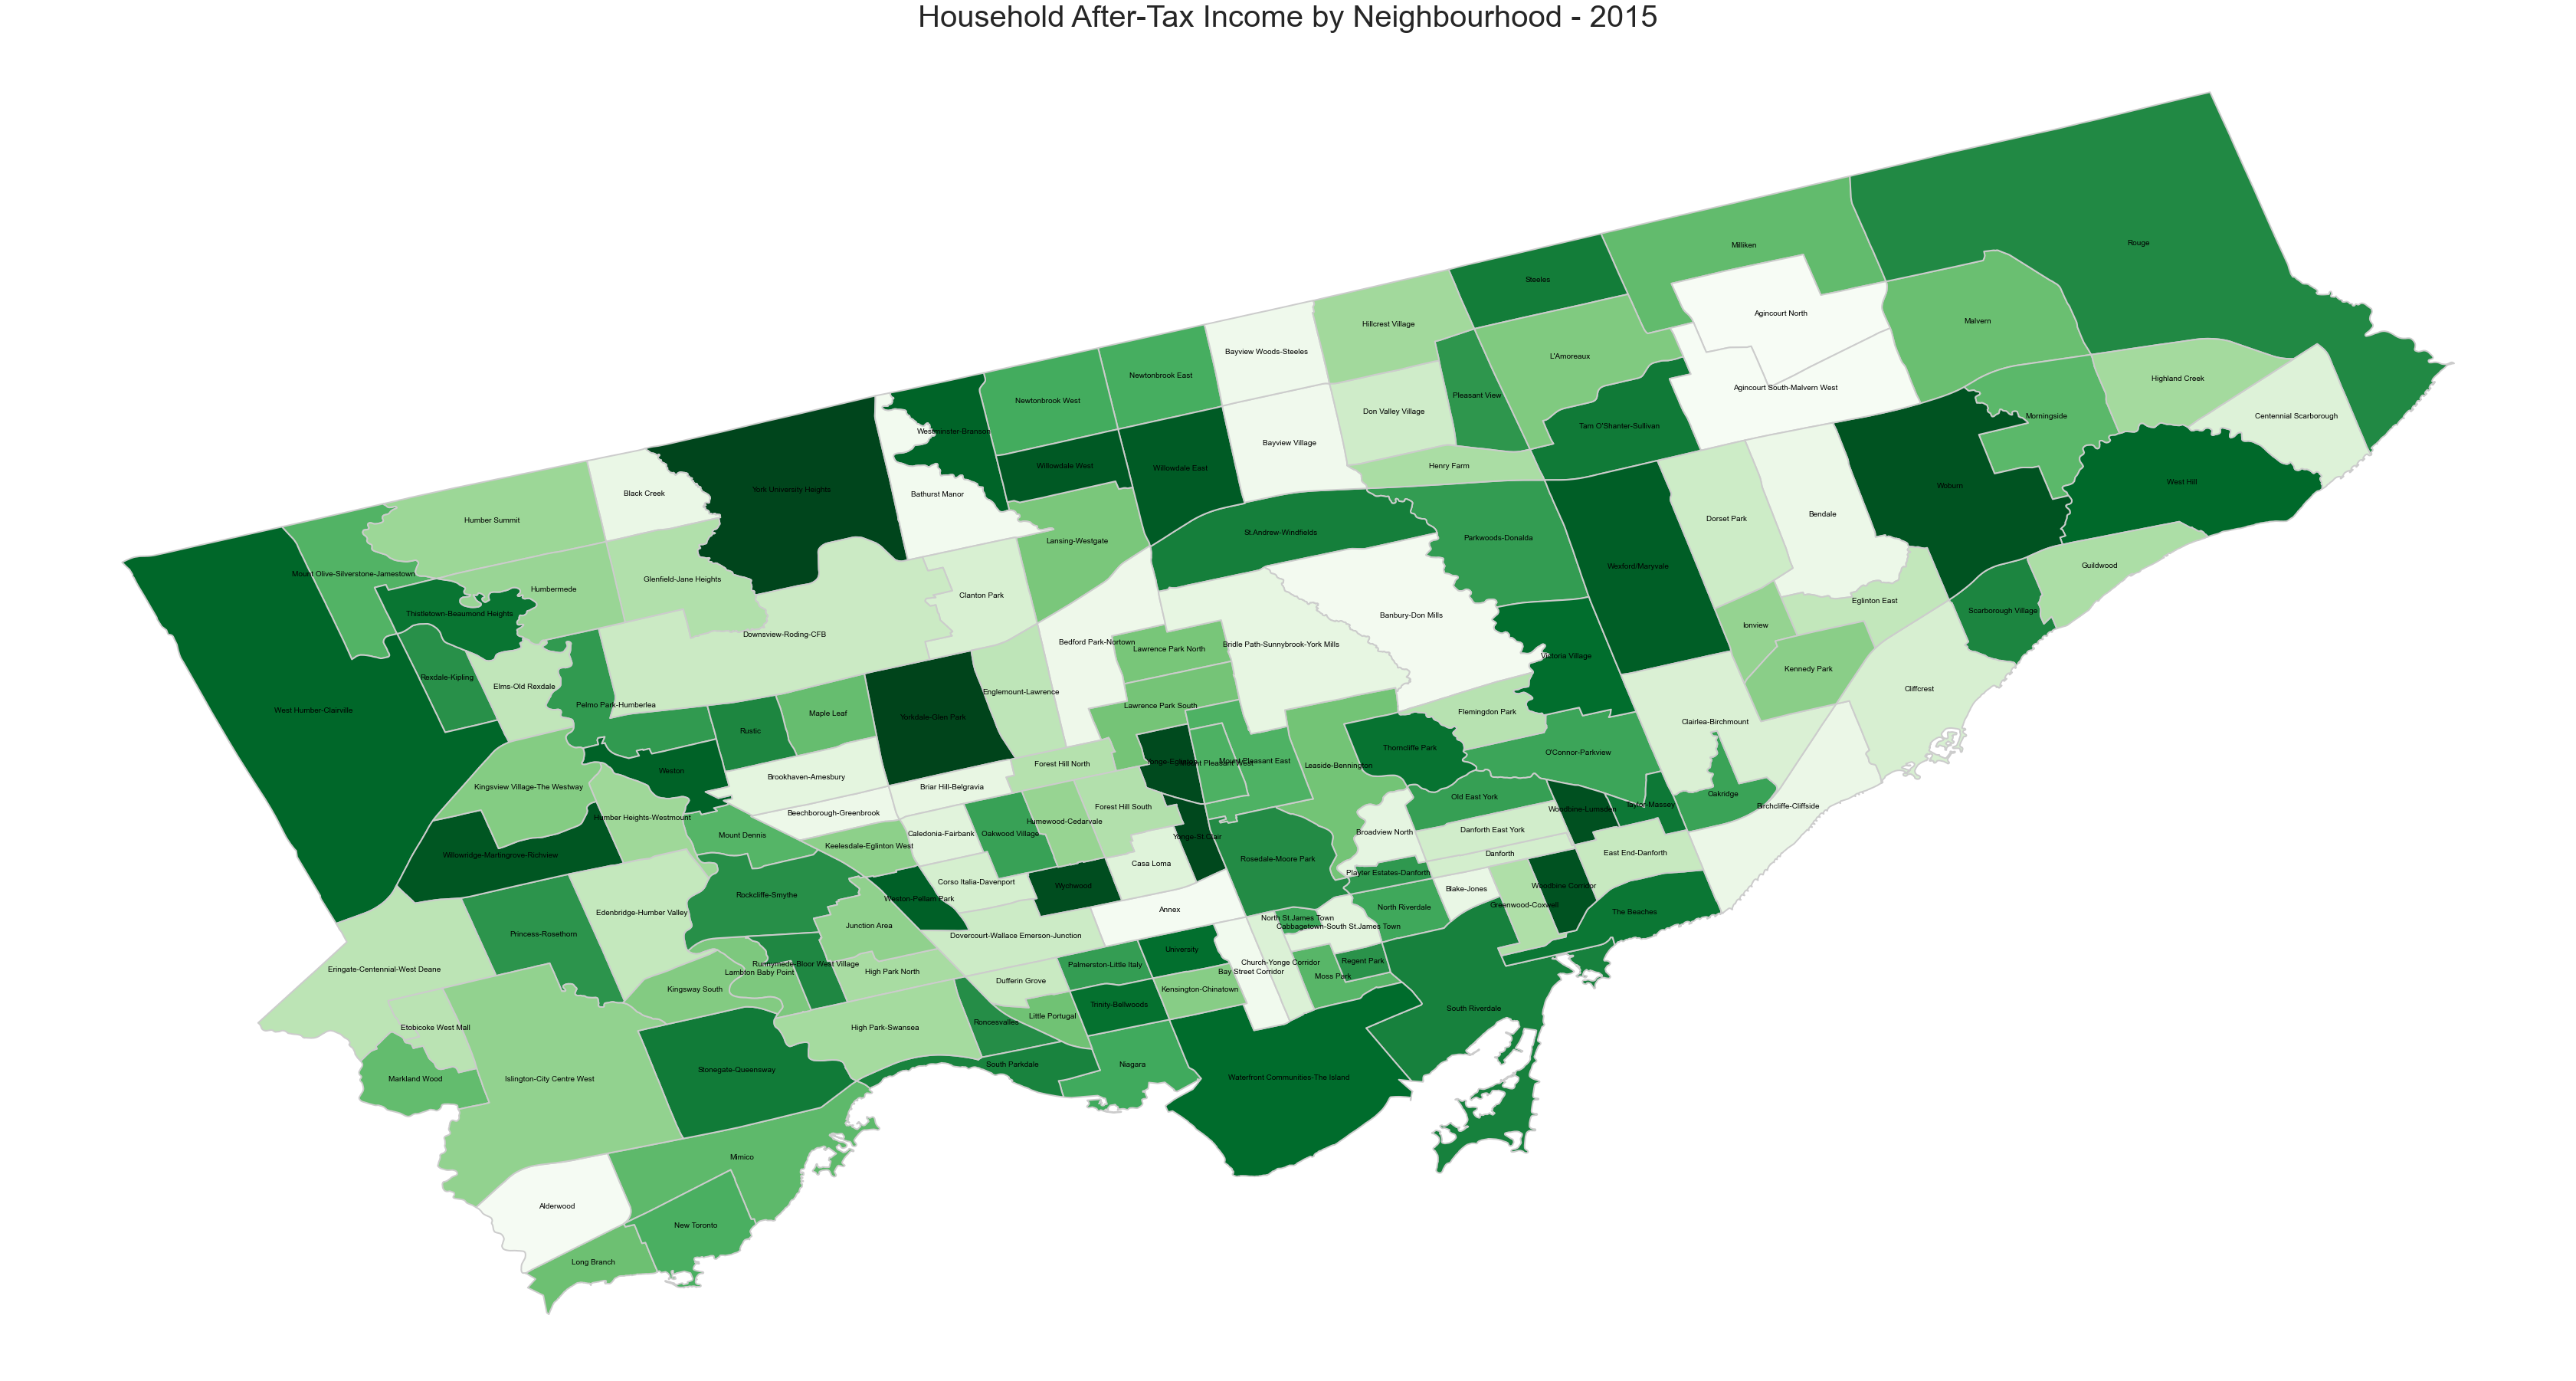 Household After-Tax Income by Neighbourhood - 2015
Rouge
Milliken
Steeles
Agincourt North
Malvern
Hillcrest Village
Bayview Woods-Steeles
L'Amoreaux
Newtonbrook East
Highland Creek
Agincourt South-Malvern West
Pleasant View
Newtonbrook West
Don Valley Village
Morningside
Centennial Scarborough
Tam O'Shanter-Sullivan
Westminster-Branson
Bayview Village
Willowdale West
Henry Farm
Willowdale East
West Hill
Woburn
York University Heights
Black Creek
Bathurst Manor
Bendale
Dorset Park
Humber Summit
St.Andrew-Windfields
Parkwoods-Donalda
Lansing-Westgate
Wexford/Maryvale
Guildwood
Mount Olive-Silverstone-Jamestown
Glenfield-Jane Heights
Humbermede
Clanton Park
Eglinton East
Scarborough Village
Thistletown-Beaumond Heights
Banbury-Don Mills
Ionview
Downsview-Roding-CFB
Bedford Park-Nortown
Bridle Path-Sunnybrook-York Mills
Lawrence Park North
Victoria Village
Kennedy Park
Rexdale-Kipling
Elms-Old Rexdale
Cliffcrest
Englemount-Lawrence
Pelmo Park-Humberlea
Lawrence Park South
West Humber-Clairville
Flemingdon Park
Maple Leaf
Yorkdale-Glen Park
Clairlea-Birchmount
Rustic
Thorncliffe Park
O'Connor-Parkview
Yonge-Eglinton
Mount Pleasant West
Mount Pleasant East
Forest Hill North
Leaside-Bennington
Weston
Brookhaven-Amesbury
Kingsview Village-The Westway
Briar Hill-Belgravia
Oakridge
Old East York
Birchcliffe-Cliffside
Taylor-Massey
Forest Hill South
Woodbine-Lumsden
Beechborough-Greenbrook
Humber Heights-Westmount
Humewood-Cedarvale
Danforth East York
Broadview North
Caledonia-Fairbank
Oakwood Village
Mount Dennis
Yonge-St.Clair
Keelesdale-Eglinton West
East End-Danforth
Danforth
Willowridge-Martingrove-Richview
Rosedale-Moore Park
Casa Loma
Playter Estates-Danforth
Corso Italia-Davenport
Wychwood
Woodbine Corridor
Blake-Jones
Rockcliffe-Smythe
Weston-Pellam Park
Greenwood-Coxwell
North Riverdale
Annex
The Beaches
Edenbridge-Humber Valley
North St.James Town
Junction Area
Cabbagetown-South St.James Town
Princess-Rosethorn
Dovercourt-Wallace Emerson-Junction
University
Regent Park
Church-Yonge Corridor
Runnymede-Bloor West Village
Palmerston-Little Italy
Eringate-Centennial-West Deane
High Park North
Lambton Baby Point
Bay Street Corridor
Moss Park
Dufferin Grove
Kingsway South
Kensington-Chinatown
Trinity-Bellwoods
South Riverdale
Little Portugal
Roncesvalles
Etobicoke West Mall
High Park-Swansea
South Parkdale
Niagara
Stonegate-Queensway
Waterfront Communities-The Island
Markland Wood
Islington-City Centre West
Mimico
Alderwood
New Toronto
Long Branch